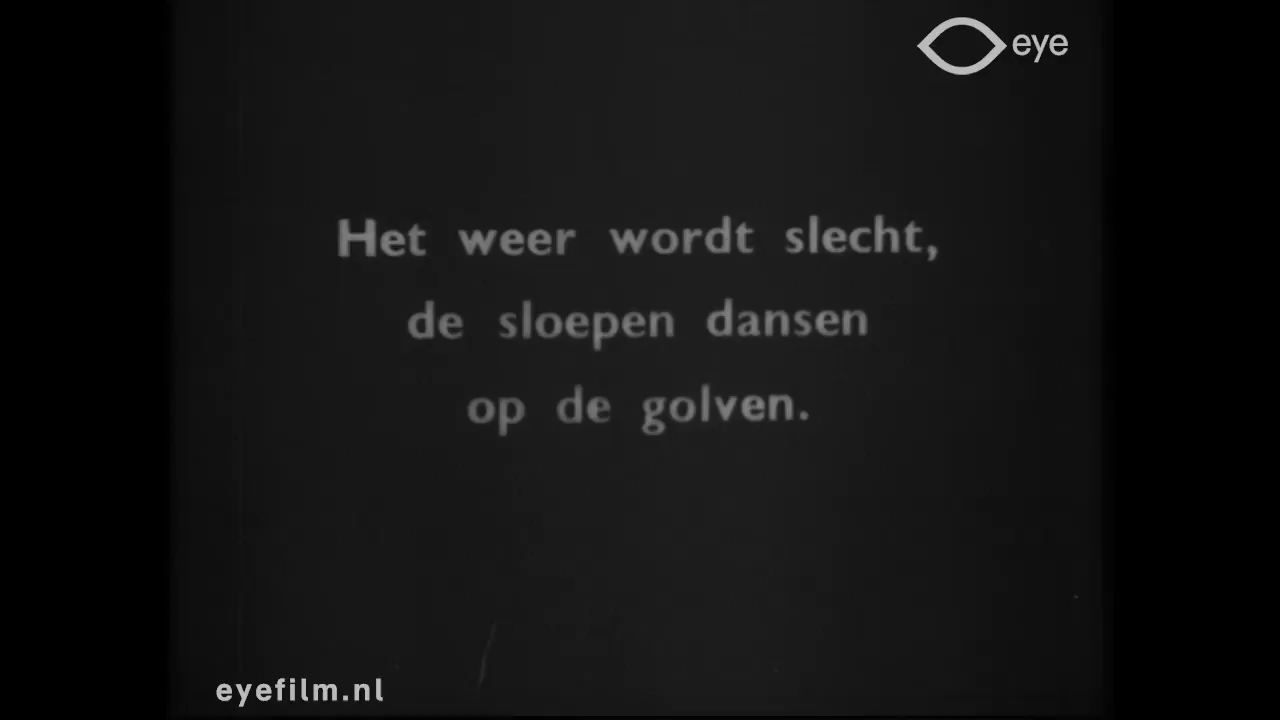 eye
Het weer wordt slecht,
de sloepen dansen
op de golven.
eyefilm.nl